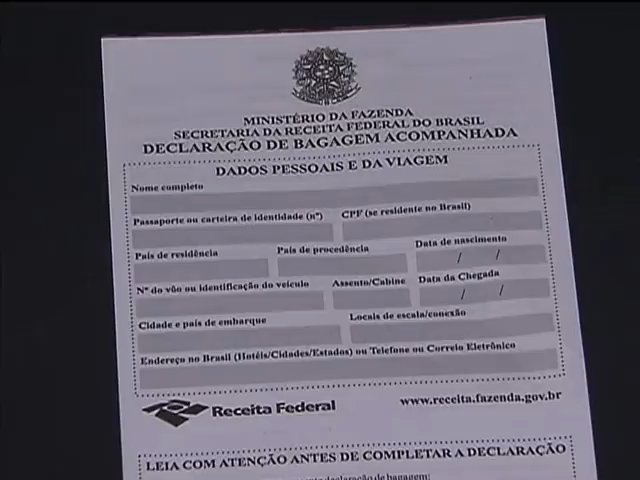 MINISTÉRIO DA FAZENDA
SECRETARIA DA RECEITA FEDERAL DO BRASIL
DECLARAÇÃO DE BAGAGEM ACOMPANHADA
DADOS PESSOAIS E DA VIAGEM
Nome completo
Passaporte ou carteira de identidade (nº) CPF (se residente no Brasil)
País de residência País de procedência Data de nascimento
/ /
Nº do vôo ou identificação do veículo Assento/Cabine Data da Chegada
/ /
Cidade e país de embarque Locais de escala/conexão
Endereço no Brasil (Hotéis/Cidades/Estados) ou Telefone ou Correio Eletrônico
Receita Federal www.receita.fazenda.gov.br
LEIA COM ATENÇÃO ANTES DE COMPLETAR A DECLARAÇÃO
declaração de bagagem: